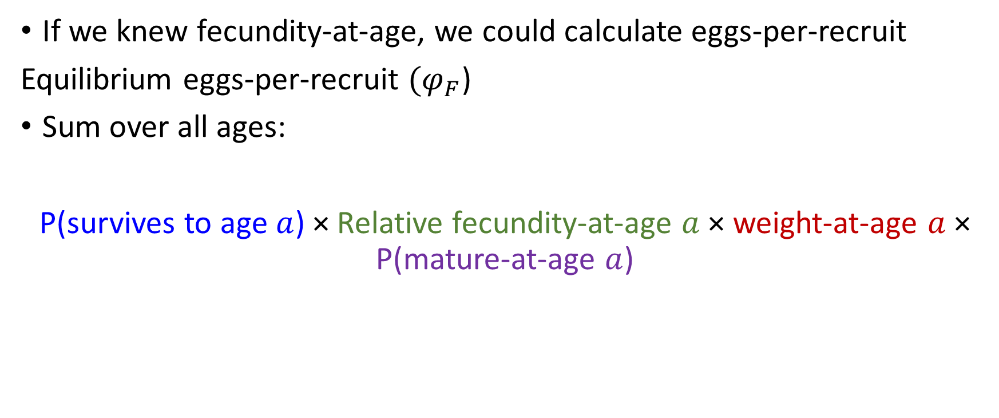 • If we knew fecundity-at-age, we could calculate eggs-per-recruit
Equilibrium eggs-per-recruit (𝜑𝐹)
• Sum over all ages:
P(survives to age 𝑎) × Relative fecundity-at-age 𝑎 × weight-at-age 𝑎 ×
P(mature-at-age 𝑎)